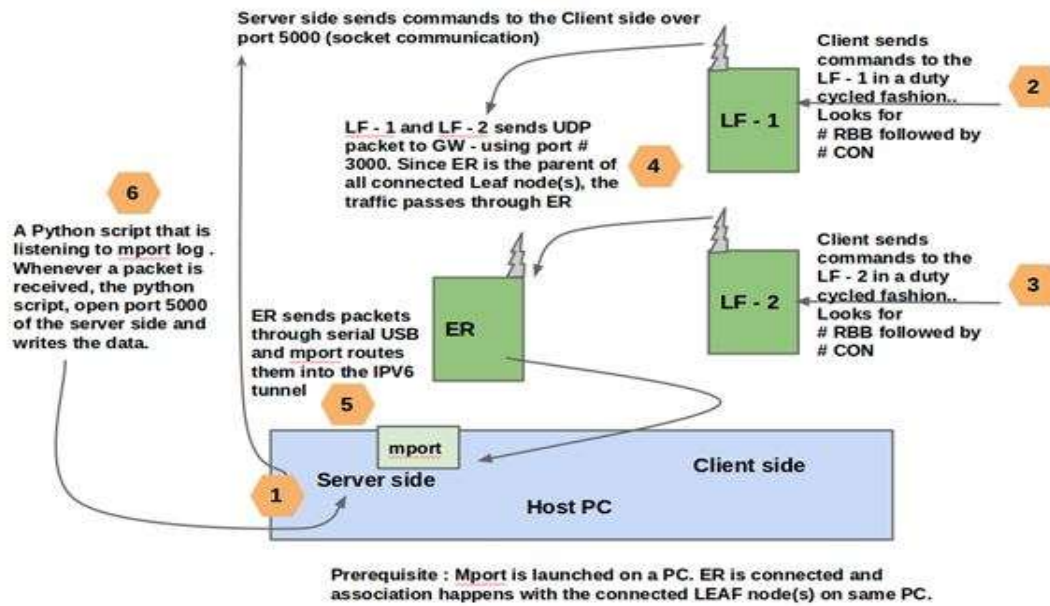 Server side sends commands to the Client side over
port 5000 (socket communication)
Client sends
commands to the
LF - 1 in a duty
cycled fashion..
Looks for
# RBB followed by
# CON
2
LF - 1
LF - 1 and LF - 2 sends UDP
packet to GW - using port #
3000. Since ER is the parent of
all connected Leaf node(s), the
traffic passes through ER
4
6
A Python script that is
listening to mport log .
Whenever a packet is
received, the python
script, open port 5000
of the server side and
writes the data.
Client sends
commands to the
LF - 2 in a duty
cycled fashion..
Looks for
# RBB followed by
# CON
3
LF - 2
ER
ER sends packets
through serial USB
and mport routes
them into the IPV6
tunnel
5
mport
Server side
Client side
1
Host PC
Prerequisite : Mport is launched on a PC. ER is connected and
association happens with the connected LEAF node(s) on same PC.